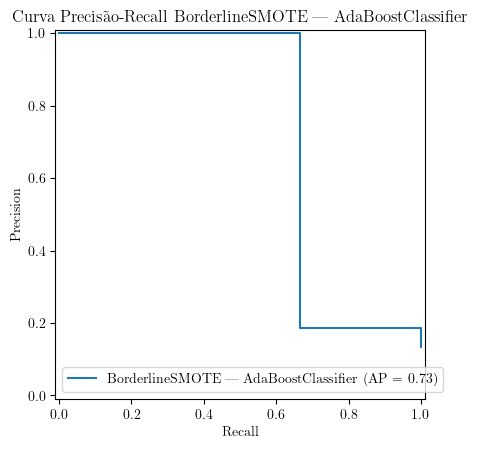 Curva Precisão-Recall BorderlineSMOTE — AdaBoostClassifier
1.0
0.8
0.6
0.4
0.2
0.0
Precision
BorderlineSMOTE — AdaBoostClassifier (AP = 0.73)
0.0 0.2 0.4 0.6 0.8 1.0
Recall